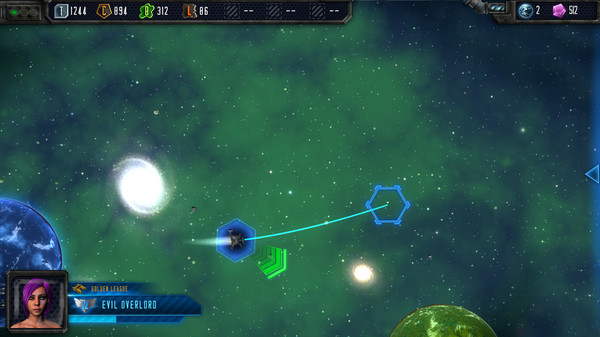 T 1244 C 894 B 312 L 86 -- -- -- 2 512
GOLDEN LEAGUE
EVIL OVERLORD